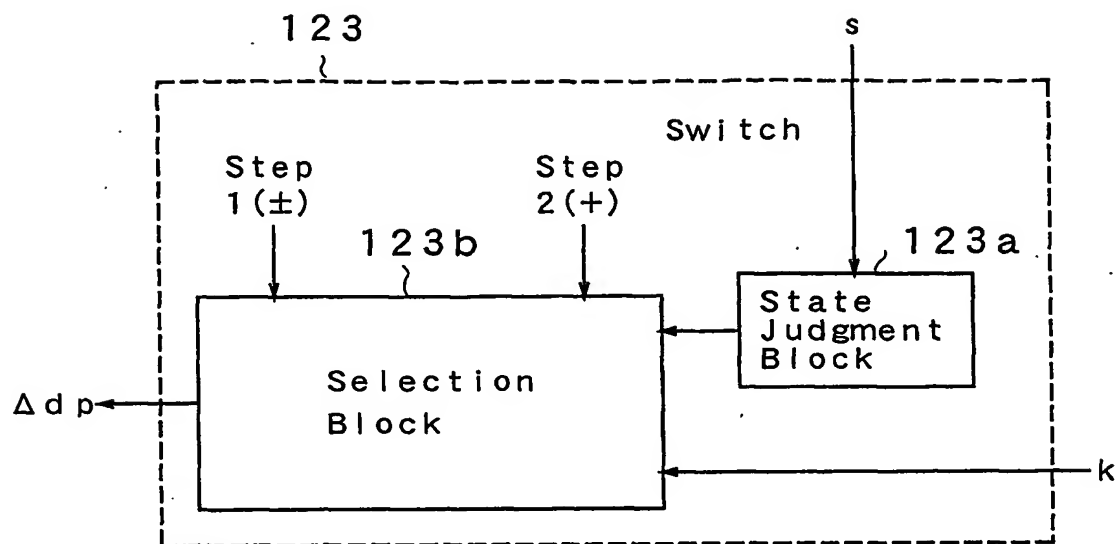 123
s
Switch
Step
1(±)
Step
2(+)
123b
123a
State
Judgment
Block
Selection
Block
Δdp
k